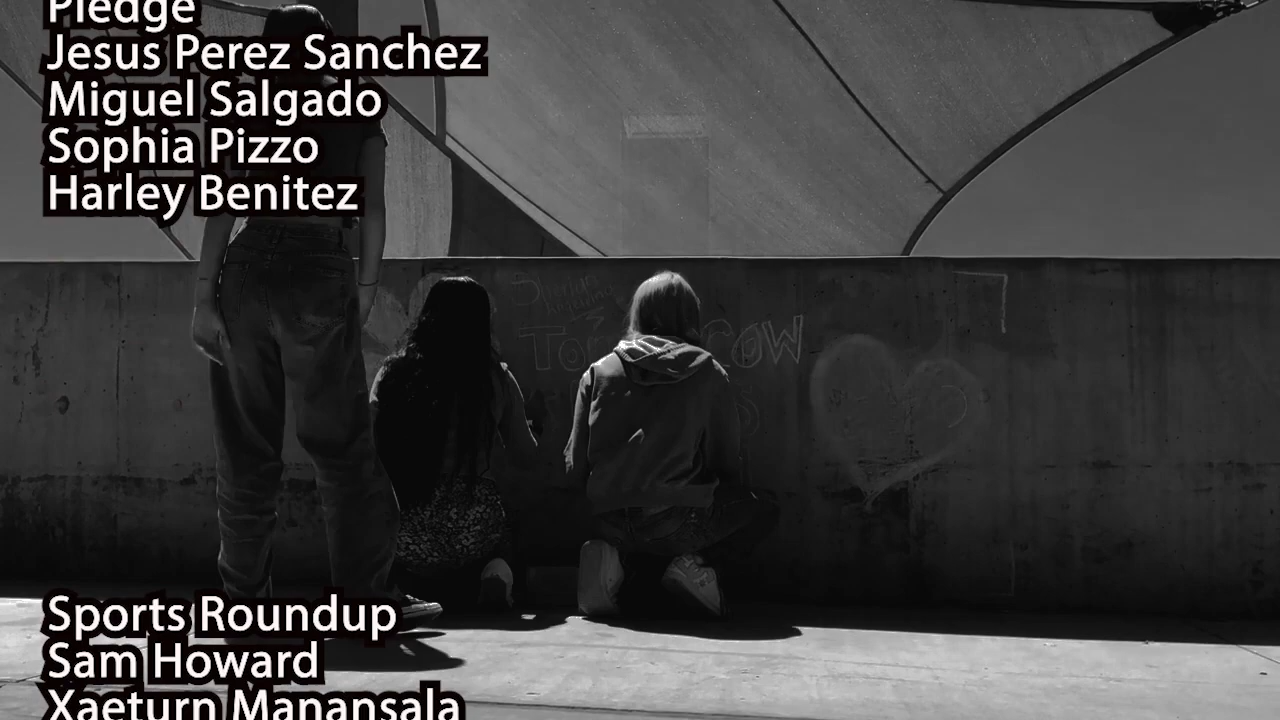 Pledge
Jesus Perez Sanchez
Miguel Salgado
Sophia Pizzo
Harley Benitez
Sports Roundup
Sam Howard
Xaeturn Manansala